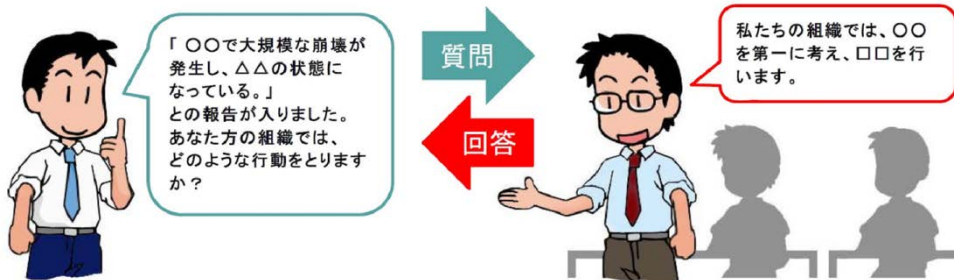 「 〇〇で大規模な崩壊が
発生し、△△の状態に
なっている。」
との報告が入りました。
あなた方の組織では、
どのような行動をとります
か？
質問
回答
私たちの組織では、〇〇
を第一に考え、□□を行
います。